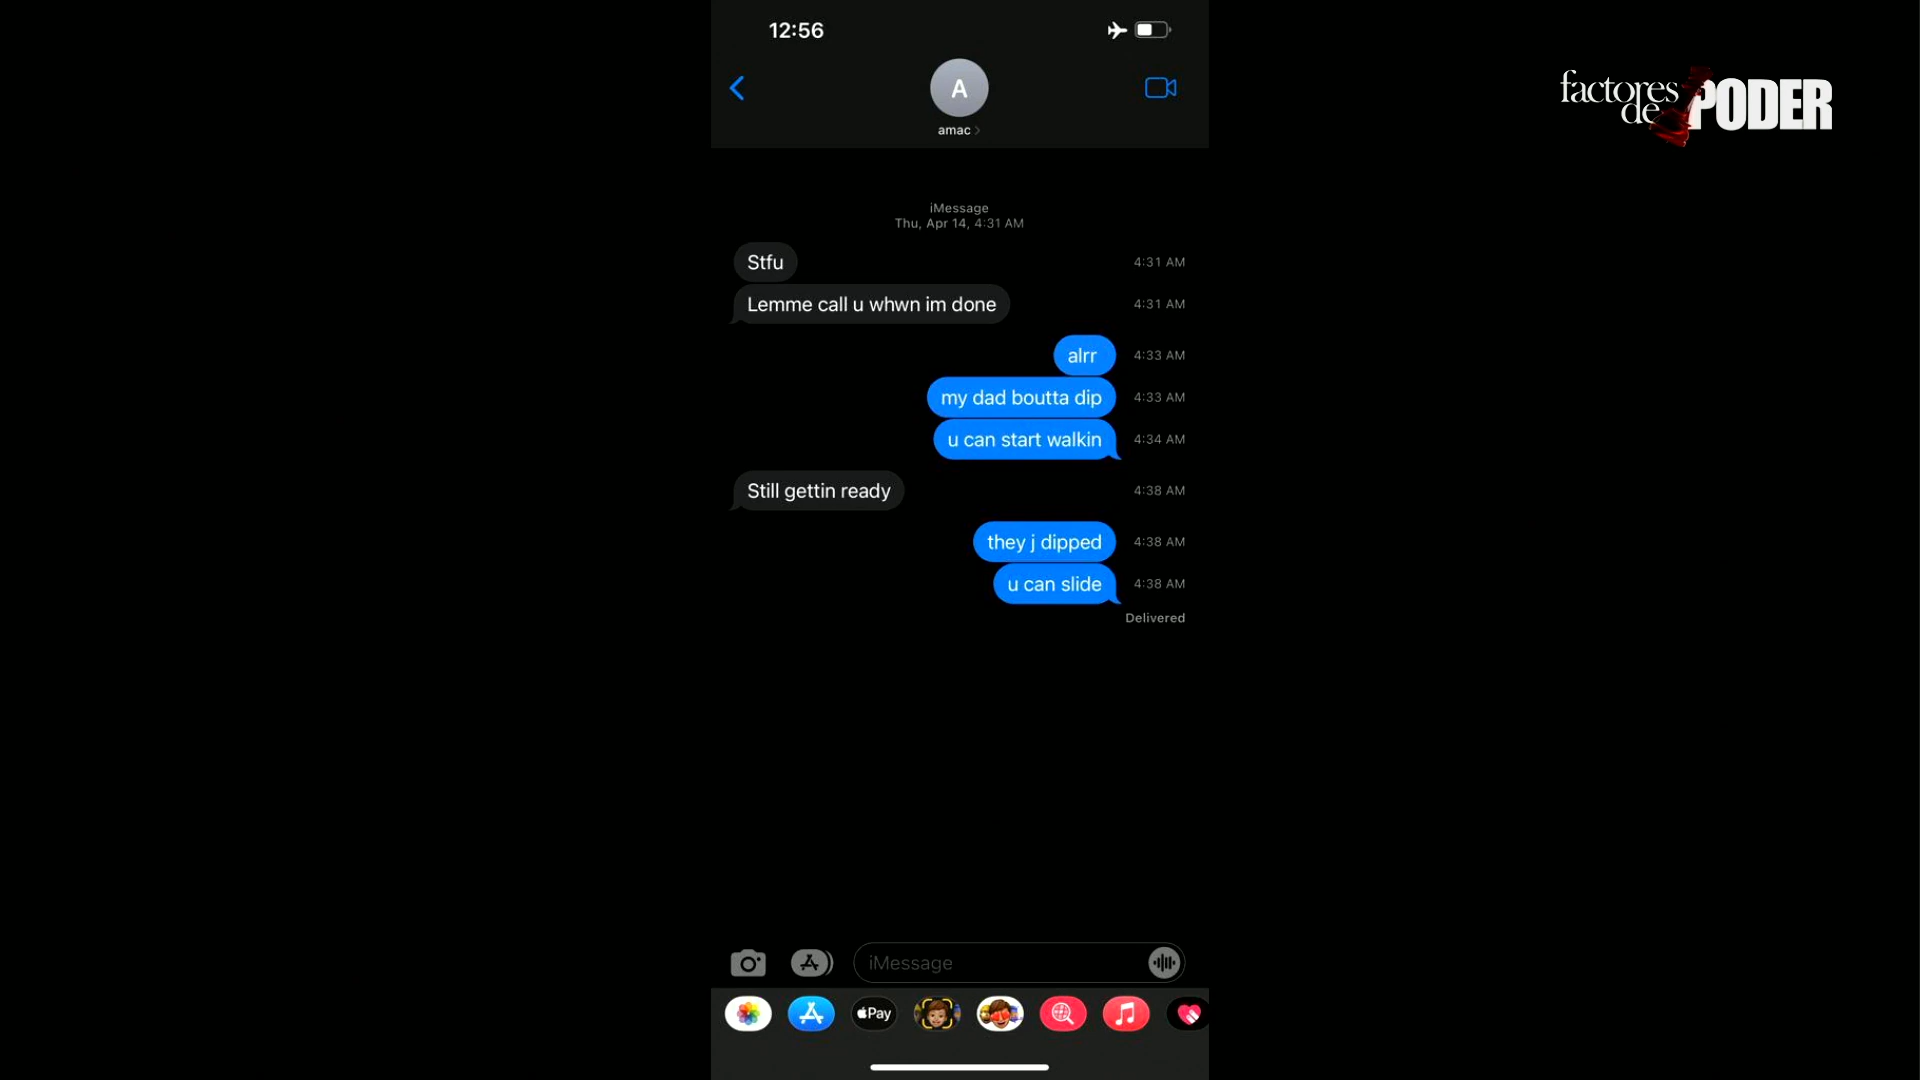 12:56
factores
de PODER
A
amac
iMessage
Thu, Apr 14, 4:31 AM
Stfu 4:31 AM
Lemme call u whwn im done 4:31 AM
alrr 4:33 AM
my dad boutta dip 4:33 AM
u can start walkin 4:34 AM
Still gettin ready 4:38 AM
they j dipped 4:38 AM
u can slide 4:38 AM
Delivered
iMessage
Pay